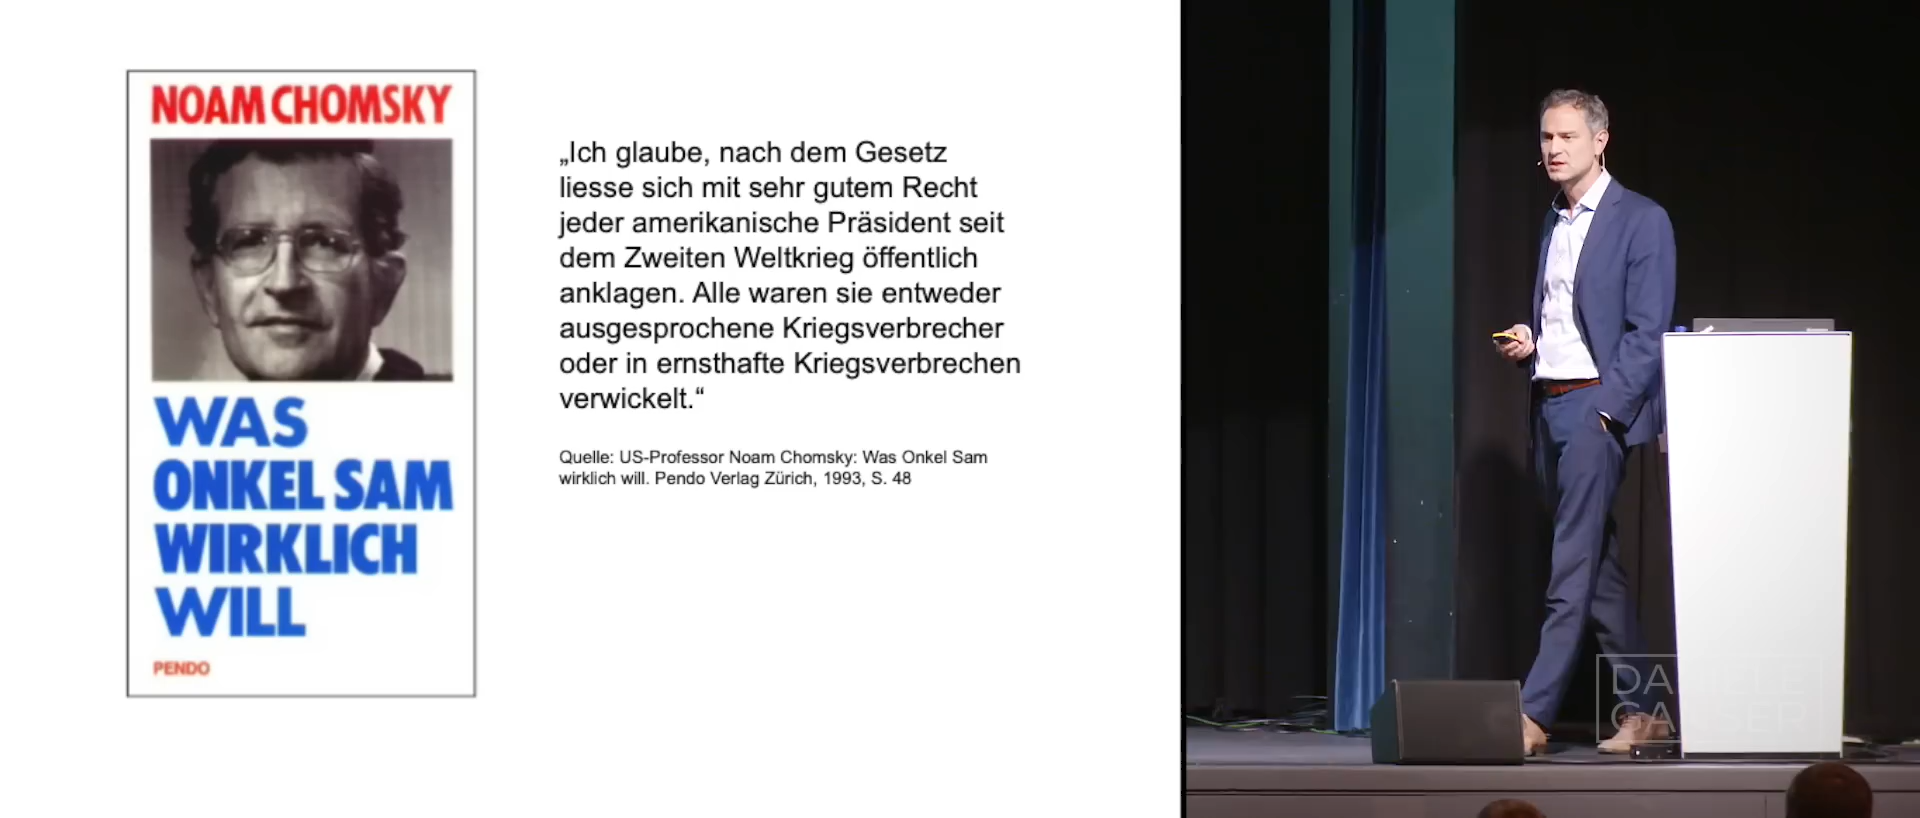 NOAM CHOMSKY
WAS
ONKEL SAM
WIRKLICH
WILL
PENDO
„Ich glaube, nach dem Gesetz
liesse sich mit sehr gutem Recht
jeder amerikanische Präsident seit
dem Zweiten Weltkrieg öffentlich
anklagen. Alle waren sie entweder
ausgesprochene Kriegsverbrecher
oder in ernsthafte Kriegsverbrechen
verwickelt.“
Quelle: US-Professor Noam Chomsky: Was Onkel Sam
wirklich will. Pendo Verlag Zürich, 1993, S. 48